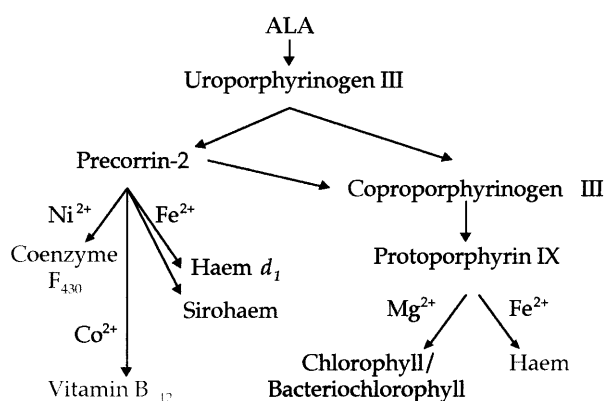 ALA
Uroporphyrinogen III
Precorrin-2
Coproporphyrinogen III
Ni2+ Fe2+
Coenzyme
F430
Haem d1
Sirohaem
Co2+
Vitamin B 12
Protoporphyrin IX
Mg2+ Fe2+
Chlorophyll/
Bacteriochlorophyll
Haem